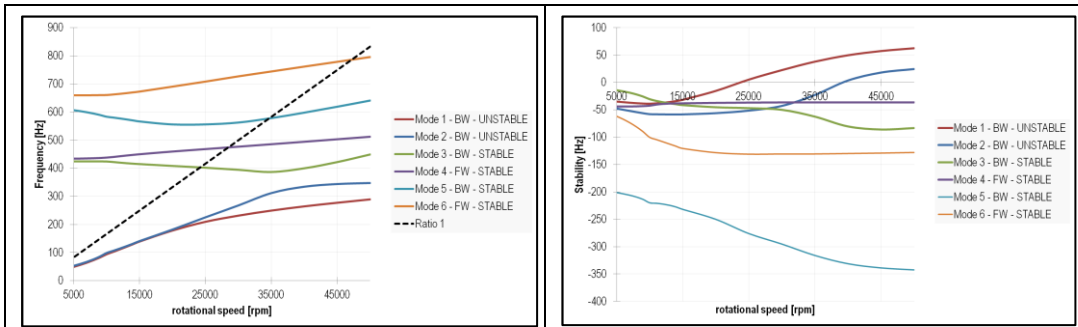 900
800
700
600
500
400
300
200
100
0
Frequency [Hz]
5000 15000 25000 35000 45000
rotational speed [rpm]
Mode 1 - BW - UNSTABLE
Mode 2 - BW - UNSTABLE
Mode 3 - BW - STABLE
Mode 4 - FW - STABLE
Mode 5 - BW - STABLE
Mode 6 - FW - STABLE
Ratio 1
100
50
0
-50
-100
-150
-200
-250
-300
-350
-400
Stability [Hz]
5000 15000 25000 35000 45000
rotational speed [rpm]
Mode 1 - BW - UNSTABLE
Mode 2 - BW - UNSTABLE
Mode 3 - BW - STABLE
Mode 4 - FW - STABLE
Mode 5 - BW - STABLE
Mode 6 - FW - STABLE